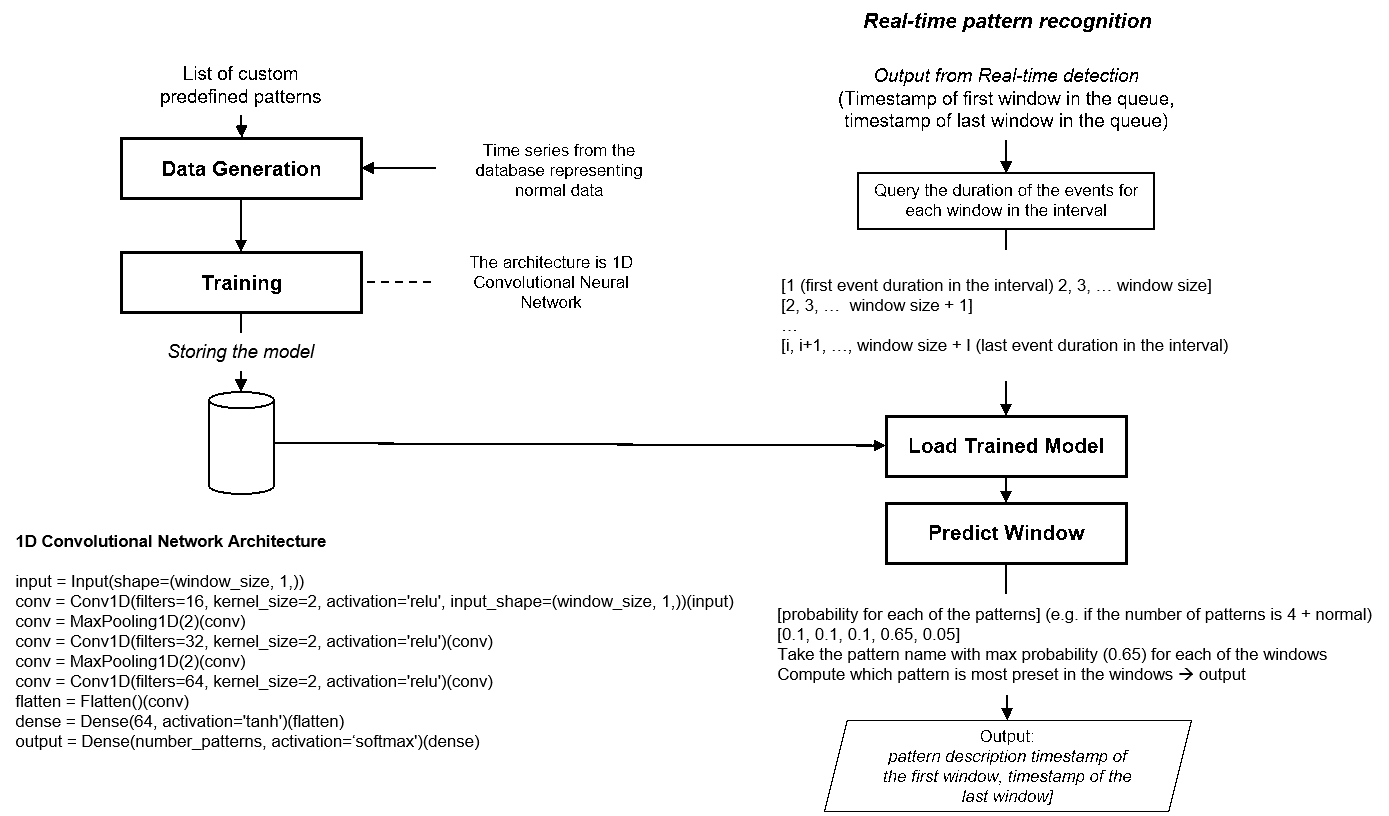 Real-time pattern recognition
List of custom
predefined patterns
Data Generation
Time series from the
database representing
normal data
Training
The architecture is 1D
Convolutional Neural
Network
Storing the model
Output from Real-time detection
(Timestamp of first window in the queue,
timestamp of last window in the queue)
Query the duration of the events for
each window in the interval
[1 (first event duration in the interval) 2, 3, … window size]
[2, 3, … window size + 1]
…
[i, i+1, …, window size + I (last event duration in the interval)
Load Trained Model
Predict Window
[probability for each of the patterns] (e.g. if the number of patterns is 4 + normal)
[0.1, 0.1, 0.1, 0.65, 0.05]
Take the pattern name with max probability (0.65) for each of the windows
Compute which pattern is most preset in the windows → output
Output:
pattern description timestamp of
the first window, timestamp of the
last window]
1D Convolutional Network Architecture
input = Input(shape=(window_size, 1,))
conv = Conv1D(filters=16, kernel_size=2, activation='relu', input_shape=(window_size, 1,))(input)
conv = MaxPooling1D(2)(conv)
conv = Conv1D(filters=32, kernel_size=2, activation='relu')(conv)
conv = MaxPooling1D(2)(conv)
conv = Conv1D(filters=64, kernel_size=2, activation='relu')(conv)
flatten = Flatten()(conv)
dense = Dense(64, activation='tanh')(flatten)
output = Dense(number_patterns, activation=‘softmax')(dense)